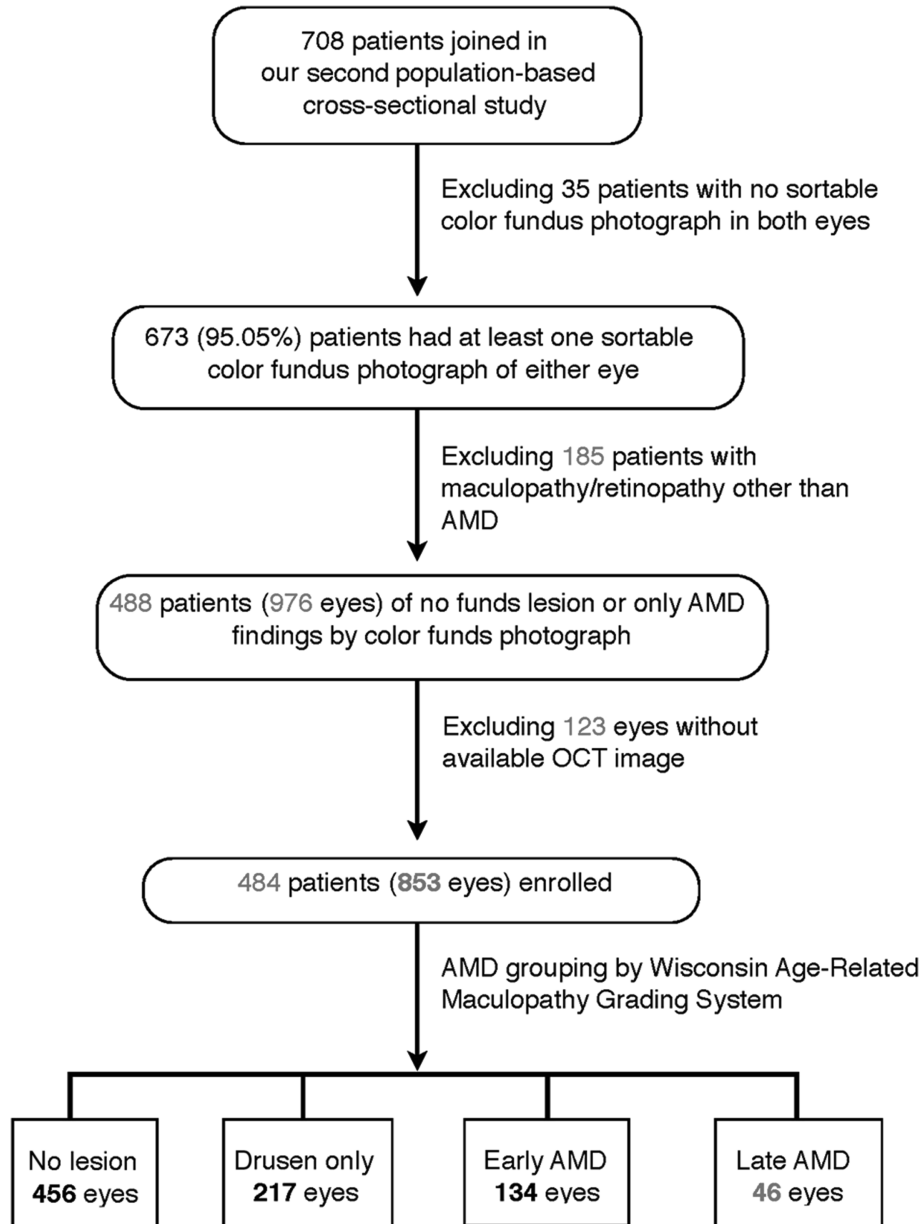 708 patients joined in
our second population-based
cross-sectional study
Excluding 35 patients with no sortable
color fundus photograph in both eyes
673 (95.05%) patients had at least one sortable
color fundus photograph of either eye
Excluding 185 patients with
maculopathy/retinopathy other than
AMD
488 patients (976 eyes) of no funds lesion or only AMD
findings by color funds photograph
Excluding 123 eyes without
available OCT image
484 patients (853 eyes) enrolled
AMD grouping by Wisconsin Age-Related
Maculopathy Grading System
No lesion
456 eyes
Drusen only
217 eyes
Early AMD
134 eyes
Late AMD
46 eyes